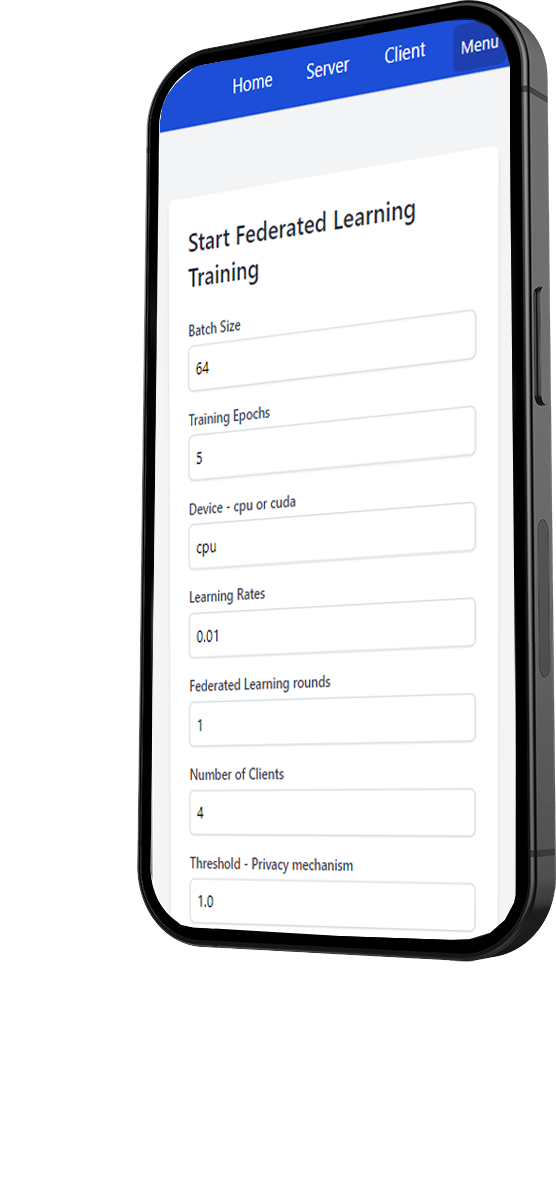 Home Server Client Menu
Start Federated Learning
Training
Batch Size
64
Training Epochs
5
Device - cpu or cuda
cpu
Learning Rates
0.01
Federated Learning rounds
1
Number of Clients
4
Threshold - Privacy mechanism
1.0